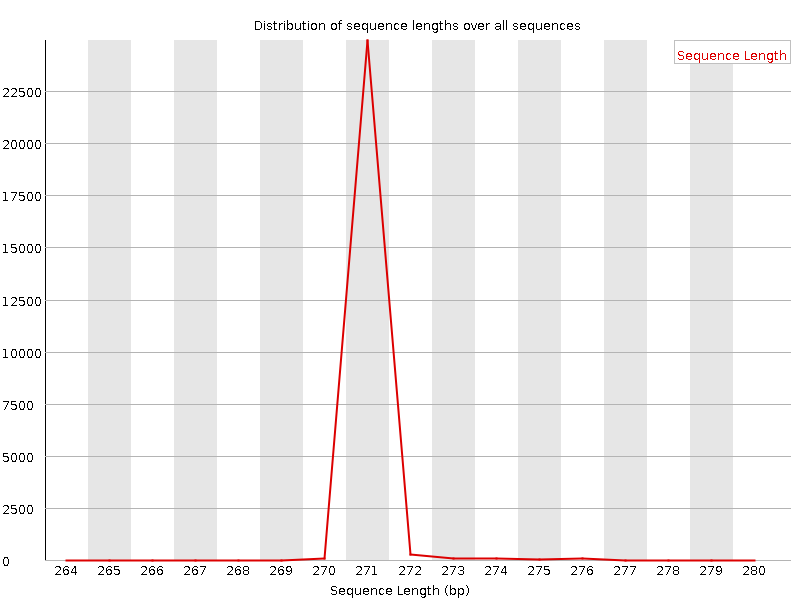 Distribution of sequence lengths over all sequences
Sequence Length
22500
20000
17500
15000
12500
10000
7500
5000
2500
0
264 265 266 267 268 269 270 271 272 273 274 275 276 277 278 279 280
Sequence Length (bp)